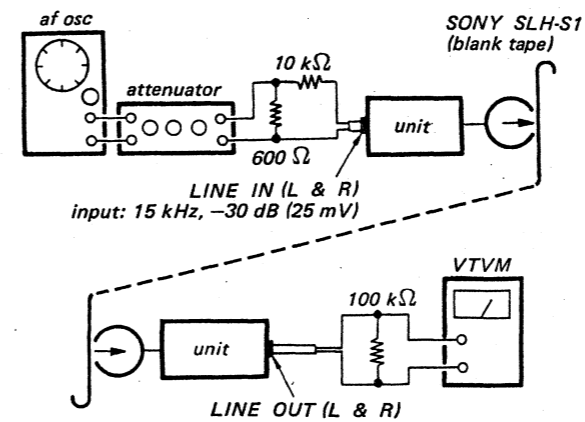 af osc
SONY SLH-S1
(blank tape)
10 kΩ
attenuator
unit
600 Ω
LINE IN (L & R)
input: 15 kHz, −30 dB (25 mV)
VTVM
100 kΩ
unit
LINE OUT (L & R)